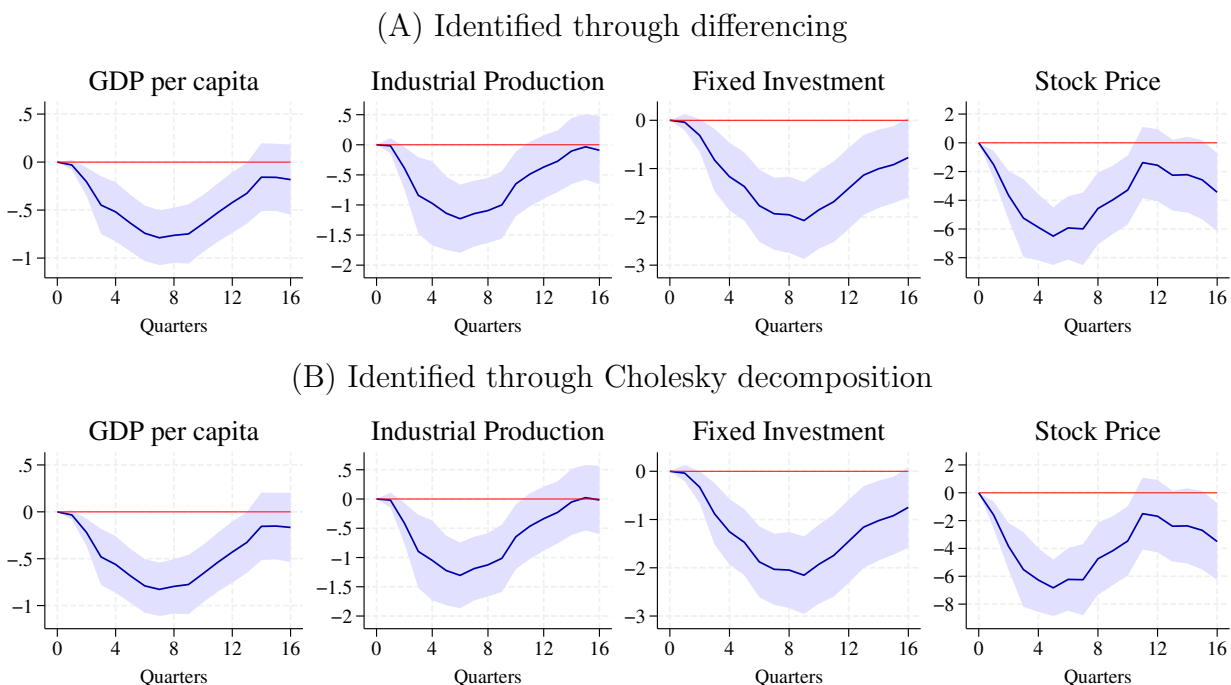 (A) Identified through differencing
GDP per capita
Industrial Production
Fixed Investment
Stock Price
.5
0
−.5
−1
0 4 8 12 16
Quarters
.5
0
−.5
−1
−1.5
−2
0 4 8 12 16
Quarters
0
−1
−2
−3
0 4 8 12 16
Quarters
2
0
−2
−4
−6
−8
0 4 8 12 16
Quarters
(B) Identified through Cholesky decomposition
GDP per capita
Industrial Production
Fixed Investment
Stock Price
.5
0
−.5
−1
0 4 8 12 16
Quarters
.5
0
−.5
−1
−1.5
−2
0 4 8 12 16
Quarters
0
−1
−2
−3
0 4 8 12 16
Quarters
2
0
−2
−4
−6
−8
0 4 8 12 16
Quarters